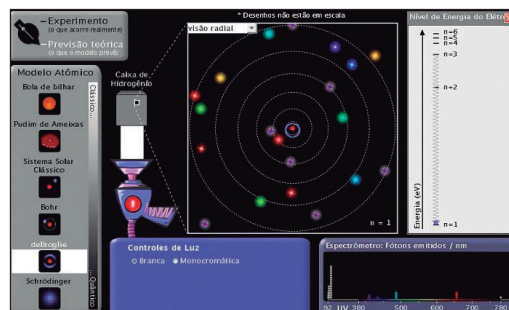 * Desenhos não estão em escala
Experimento
(o que acorre realmente)
Previsão teórica
(o que o modelo prevê)
Modelo Atômico
Bola de bilhar
Pudim de Ameixas
Sistema Solar
Clássico
Bohr
deBroglie
Schrödinger
Clássico...
...Quântico
Caixa de
Hidrogênio
visão radial
n = 1
Nível de Energia do Elétr
n=6
n=5
n=4
n=3
n=2
n=1
Energia (eV)
Controles de Luz
Branca
Monocromática
Espectrômetro: Fótons emitidos / nm
92 UV 380 500 600 700 780